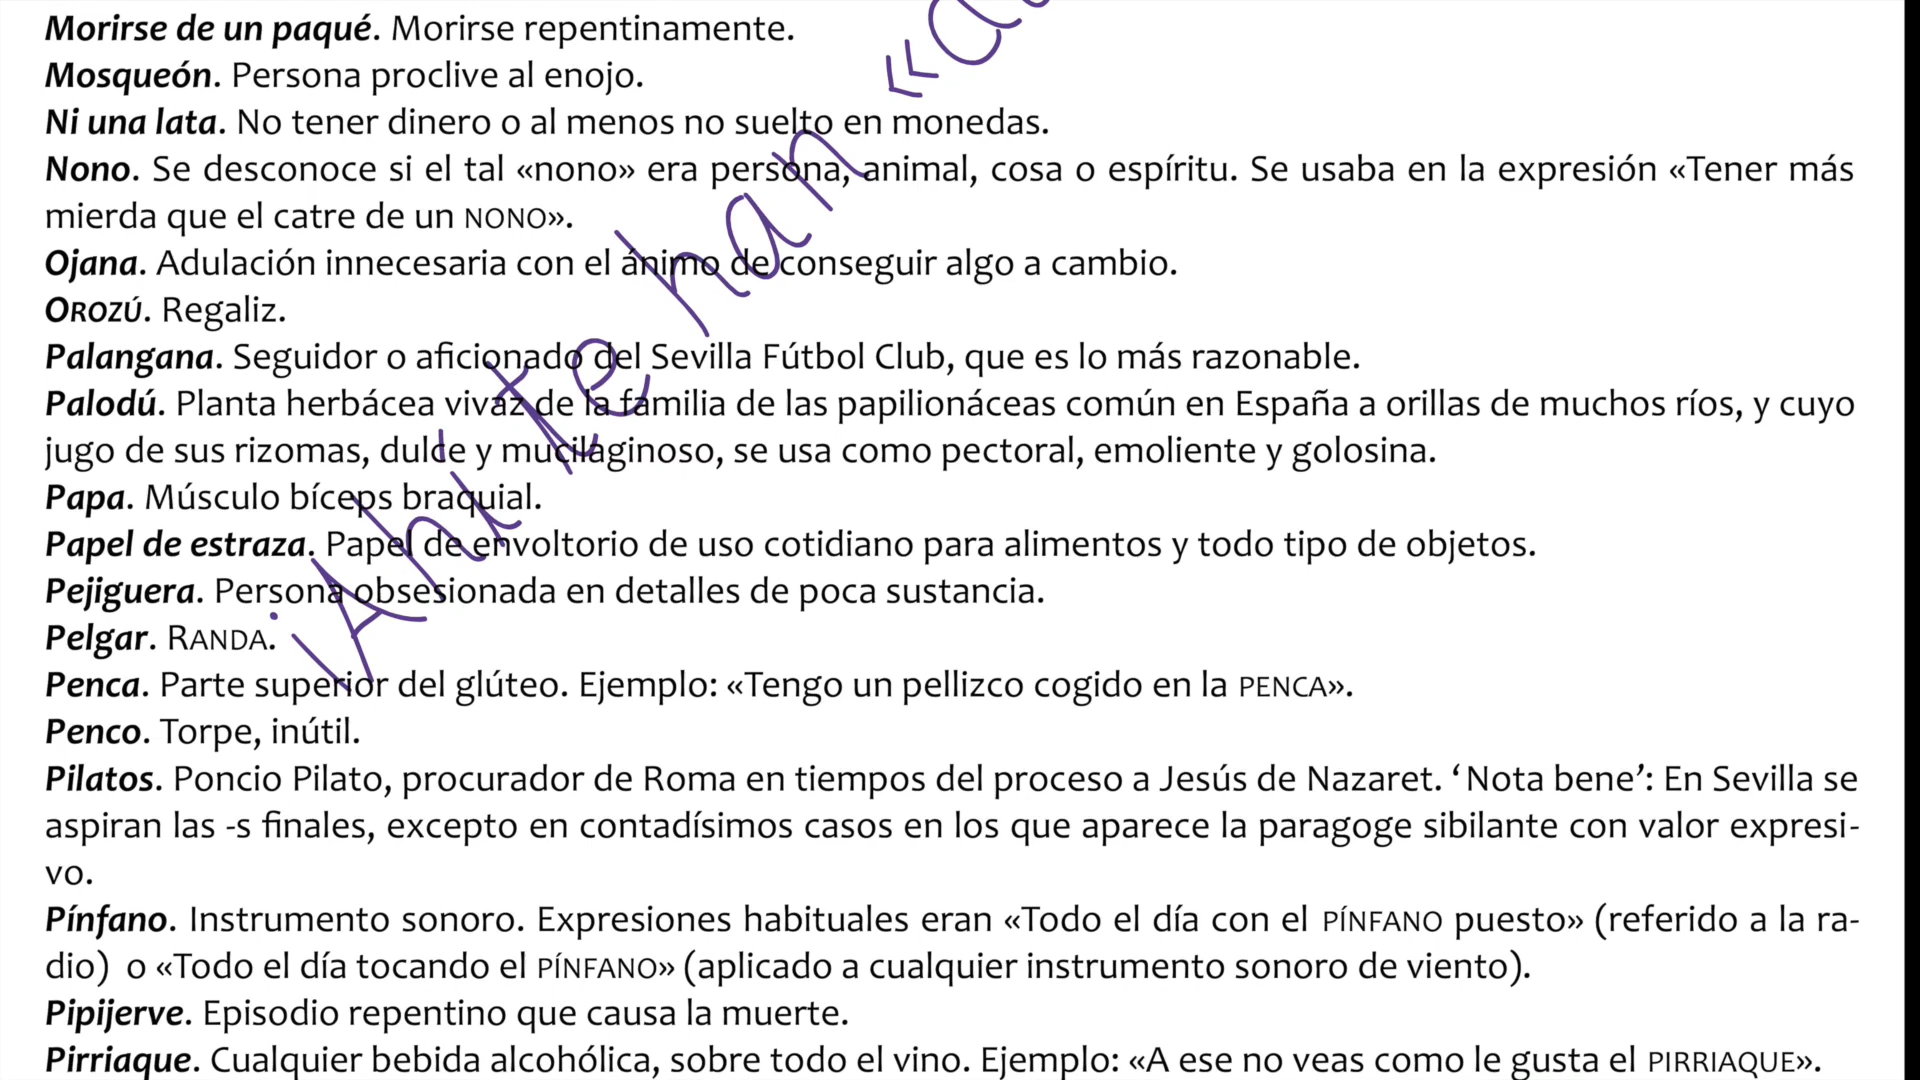 Morirse de un paqué. Morirse repentinamente.
Mosqueón. Persona proclive al enojo.
Ni una lata. No tener dinero o al menos no suelto en monedas.
Nono. Se desconoce si el tal «nono» era persona, animal, cosa o espíritu. Se usaba en la expresión «Tener más
mierda que el catre de un NONO».
Ojana. Adulación innecesaria con el ánimo de conseguir algo a cambio.
OROZÚ. Regaliz.
Palangana. Seguidor o aficionado del Sevilla Fútbol Club, que es lo más razonable.
Palodú. Planta herbácea vivaz de la familia de las papilionáceas común en España a orillas de muchos ríos, y cuyo
jugo de sus rizomas, dulce y mucilaginoso, se usa como pectoral, emoliente y golosina.
Papa. Músculo bíceps braquial.
Papel de estraza. Papel de envoltorio de uso cotidiano para alimentos y todo tipo de objetos.
Pejiguera. Persona obsesionada en detalles de poca sustancia.
Pelgar. RANDA.
Penca. Parte superior del glúteo. Ejemplo: «Tengo un pellizco cogido en la PENCA».
Penco. Torpe, inútil.
Pilatos. Poncio Pilato, procurador de Roma en tiempos del proceso a Jesús de Nazaret. ‘Nota bene’: En Sevilla se
aspiran las -s finales, excepto en contadísimos casos en los que aparece la paragoge sibilante con valor expresi-
vo.
Pínfano. Instrumento sonoro. Expresiones habituales eran «Todo el día con el PÍNFANO puesto» (referido a la ra-
dio) o «Todo el día tocando el PÍNFANO» (aplicado a cualquier instrumento sonoro de viento).
Pipijerve. Episodio repentino que causa la muerte.
Pirriaque. Cualquier bebida alcohólica, sobre todo el vino. Ejemplo: «A ese no veas como le gusta el PIRRIAQUE».
¡Ahí te han «